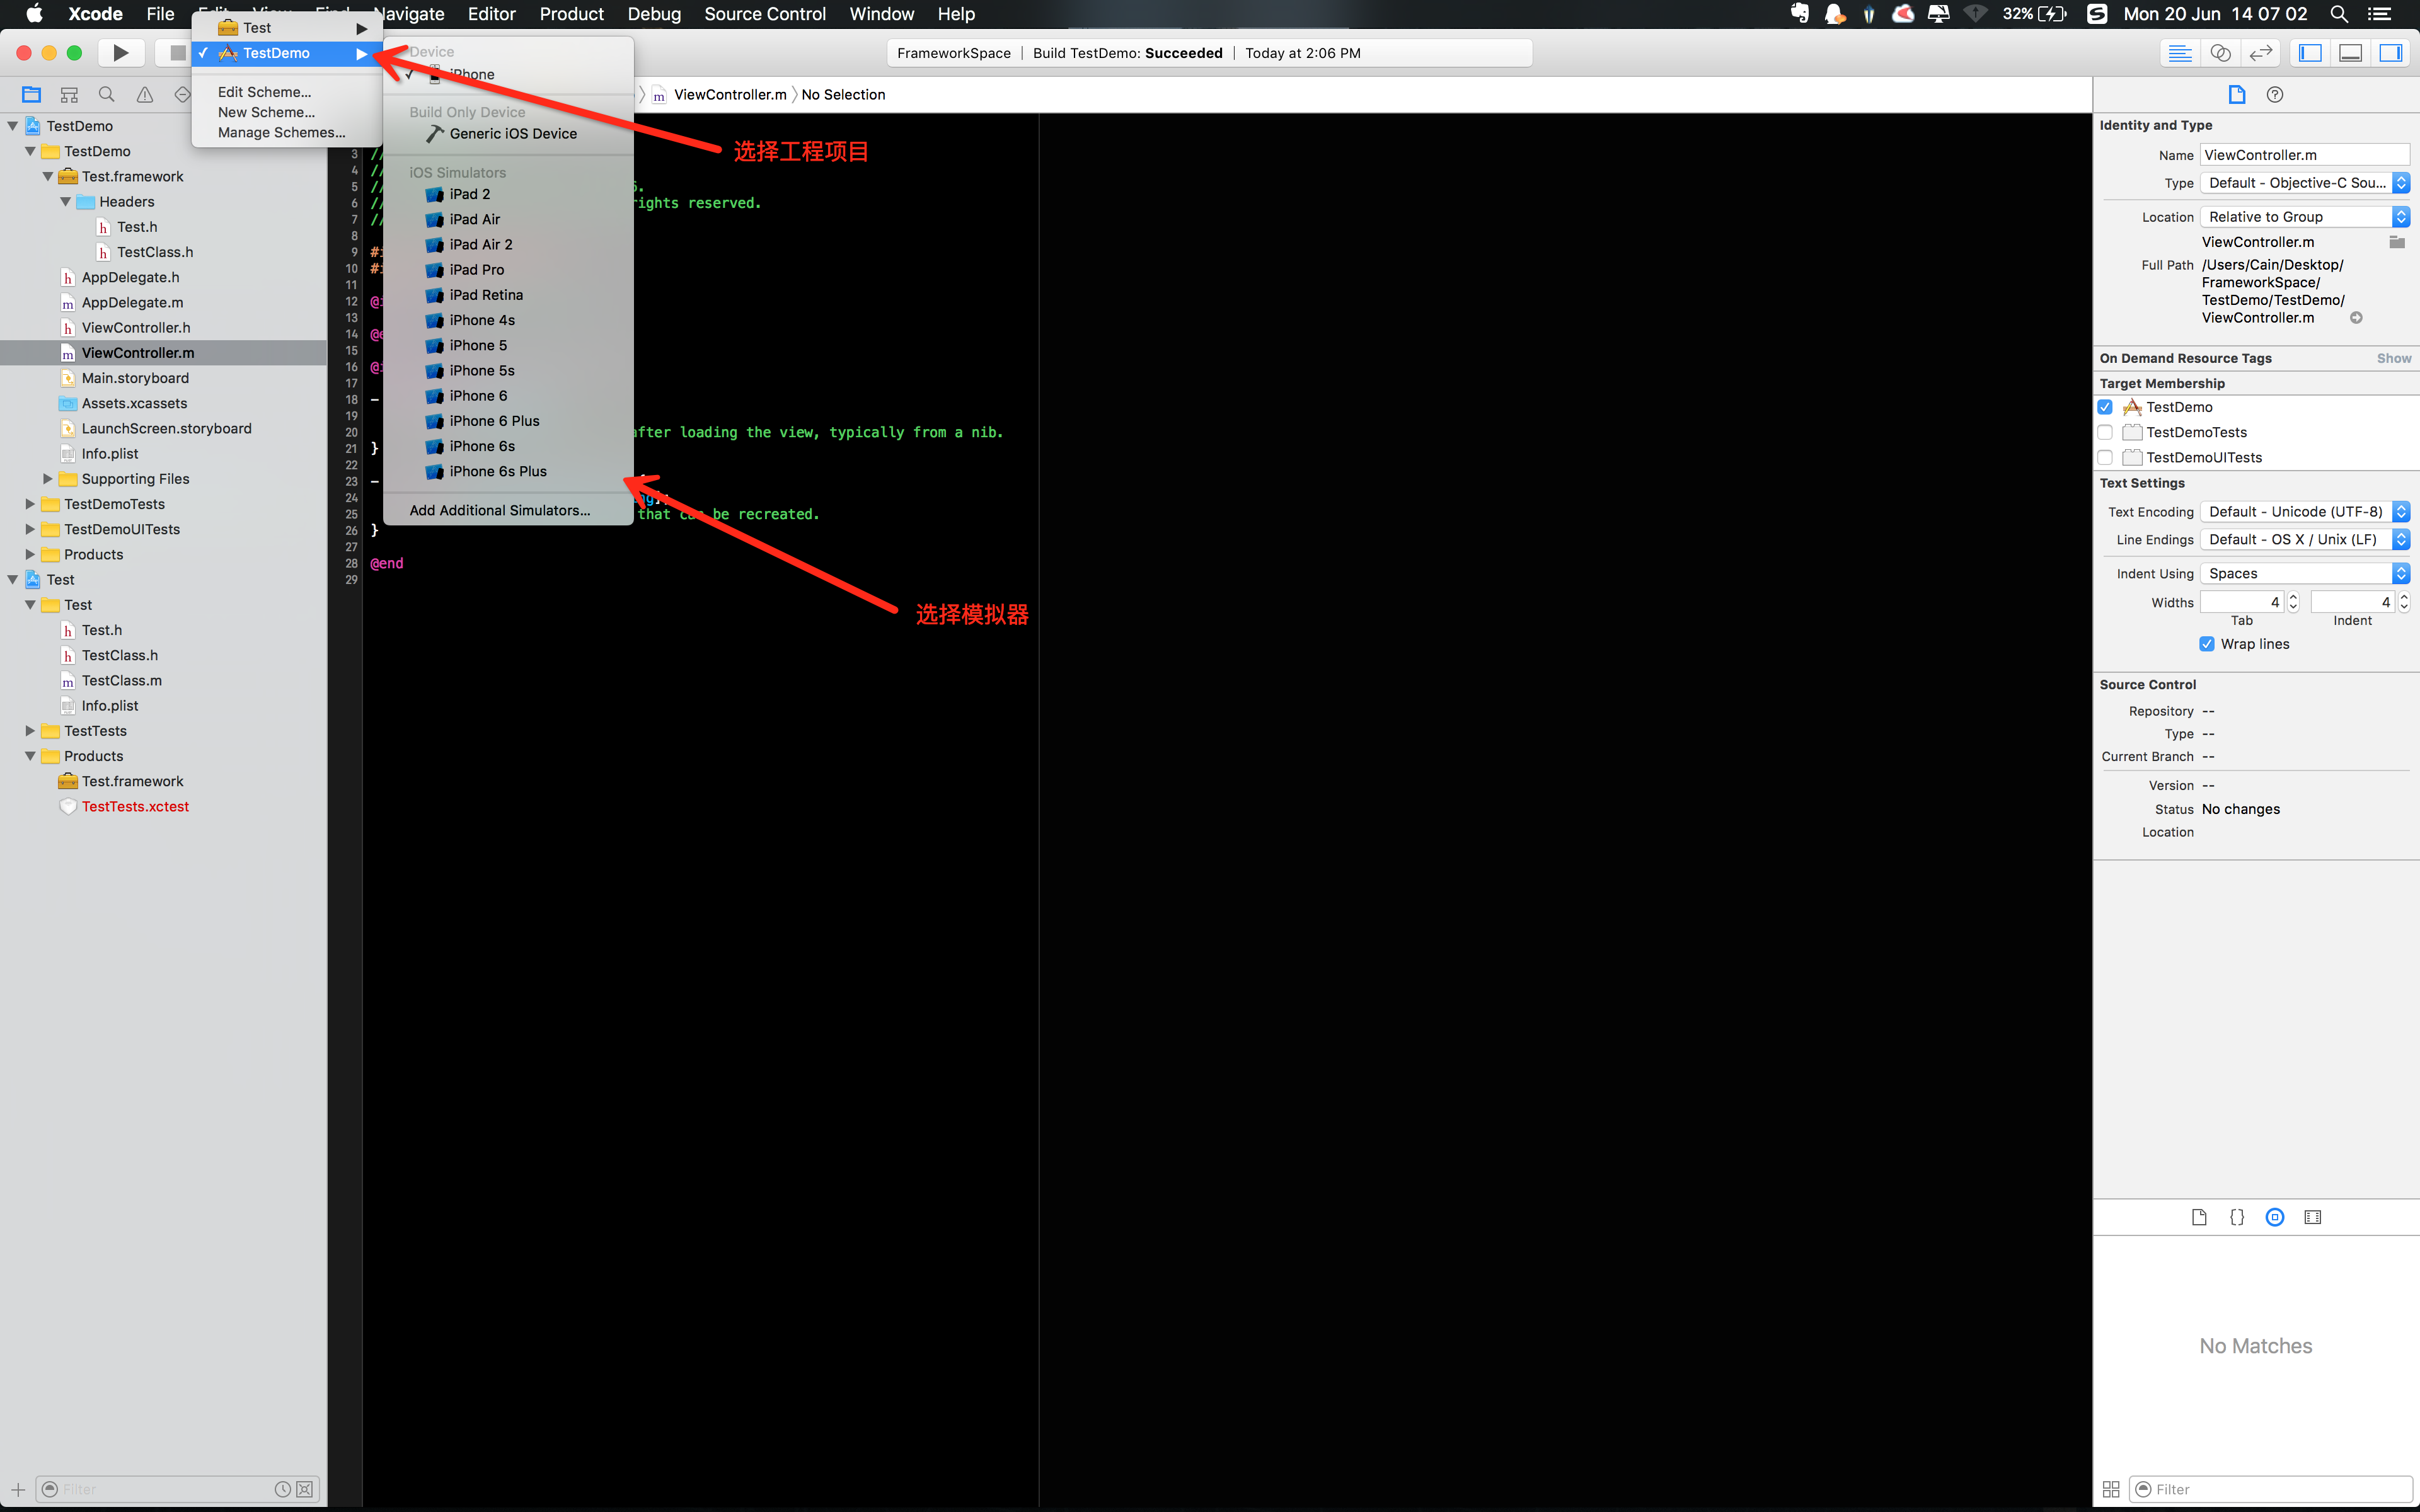 Xcode File Edit View Find Navigate Editor Product Debug Source Control Window Help
32% Mon 20 Jun 14 07 02
Test
TestDemo
Edit Scheme...
New Scheme...
Manage Schemes...
Device
iPhone
Build Only Device
Generic iOS Device
iOS Simulators
iPad 2
iPad Air
iPad Air 2
iPad Pro
iPad Retina
iPhone 4s
iPhone 5
iPhone 5s
iPhone 6
iPhone 6 Plus
iPhone 6s
iPhone 6s Plus
Add Additional Simulators...
FrameworkSpace | Build TestDemo: Succeeded | Today at 2:06 PM
m ViewController.m No Selection
选择工程项目
选择模拟器
TestDemo
TestDemo
Test.framework
Headers
h Test.h
h TestClass.h
h AppDelegate.h
m AppDelegate.m
h ViewController.h
m ViewController.m
Main.storyboard
Assets.xcassets
LaunchScreen.storyboard
Info.plist
Supporting Files
TestDemoTests
TestDemoUITests
Products
Test
Test
h Test.h
h TestClass.h
m TestClass.m
Info.plist
TestTests
Products
Test.framework
TestTests.xctest
Filter
3 //
4 //
5 //
6 // rights reserved.
7 //
8
9
10
11
12
13
14
15
16
17
18 -
19
20 after loading the view, typically from a nib.
21 }
22
23 -
24
25 that can be recreated.
26 }
27
28 @end
29
Identity and Type
Name ViewController.m
Type Default - Objective-C Sou...
Location Relative to Group
ViewController.m
Full Path /Users/Cain/Desktop/
FrameworkSpace/
TestDemo/TestDemo/
ViewController.m
On Demand Resource Tags Show
Target Membership
TestDemo
TestDemoTests
TestDemoUITests
Text Settings
Text Encoding Default - Unicode (UTF-8)
Line Endings Default - OS X / Unix (LF)
Indent Using Spaces
Widths 4 4
Tab Indent
Wrap lines
Source Control
Repository --
Type --
Current Branch --
Version --
Status No changes
Location
No Matches
Filter